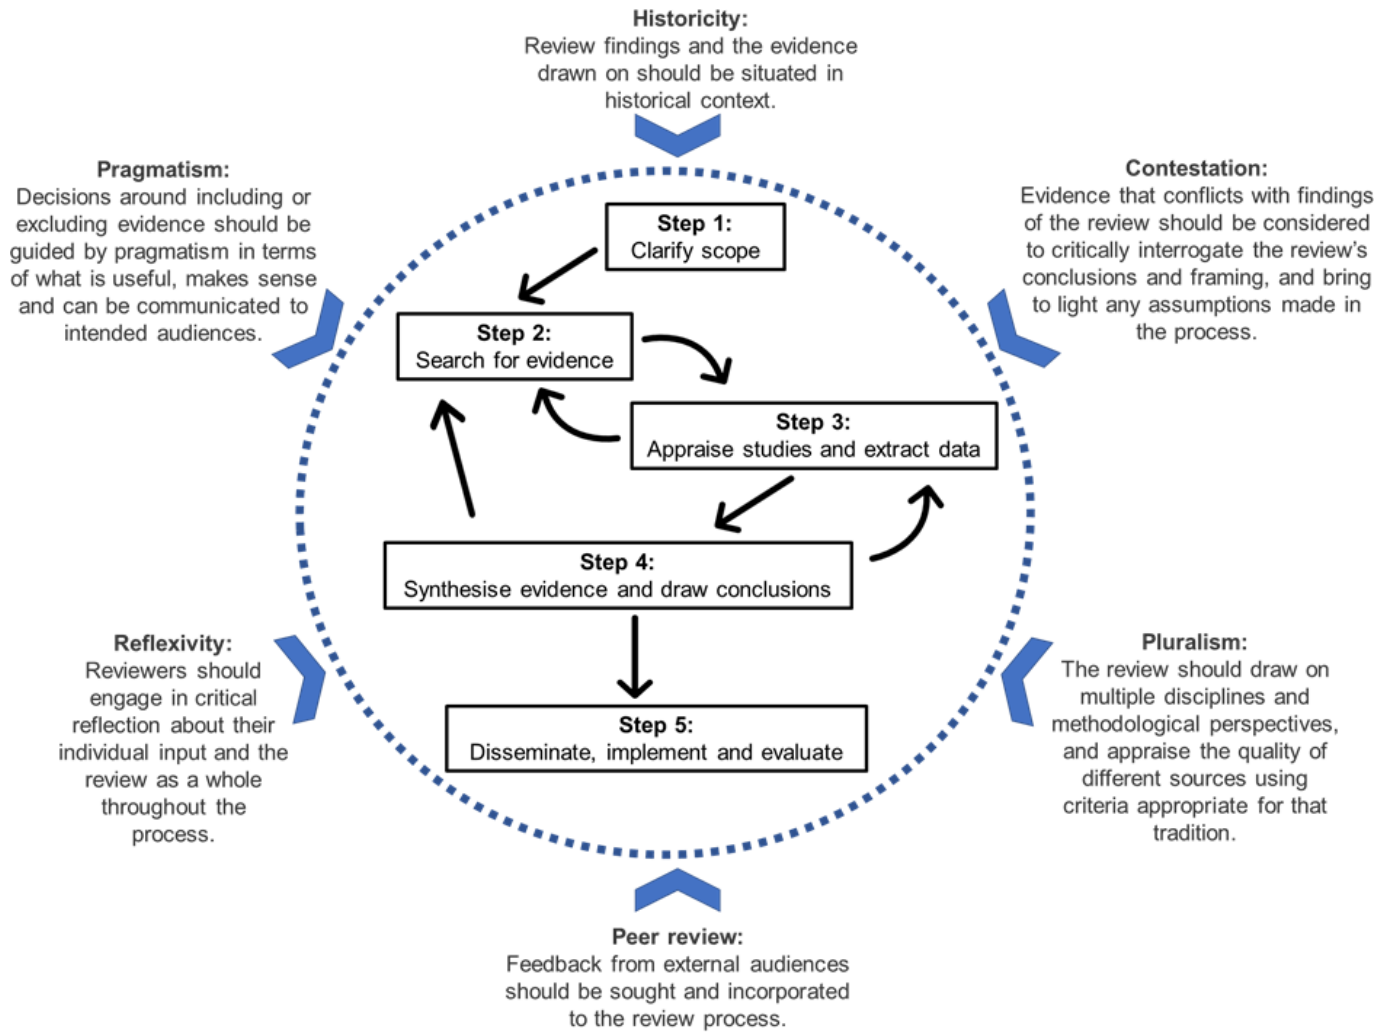 Historicity:
Review findings and the evidence
drawn on should be situated in
historical context.
Pragmatism:
Decisions around including or
excluding evidence should be
guided by pragmatism in terms
of what is useful, makes sense
and can be communicated to
intended audiences.
Contestation:
Evidence that conflicts with findings
of the review should be considered
to critically interrogate the review's
conclusions and framing, and bring
to light any assumptions made in
the process.
Step 1:
Clarify scope
Step 2:
Search for evidence
Step 3:
Appraise studies and extract data
Step 4:
Synthesise evidence and draw conclusions
Step 5:
Disseminate, implement and evaluate
Reflexivity:
Reviewers should
engage in critical
reflection about their
individual input and the
review as a whole
throughout the
process.
Pluralism:
The review should draw on
multiple disciplines and
methodological perspectives,
and appraise the quality of
different sources using
criteria appropriate for that
tradition.
Peer review:
Feedback from external audiences
should be sought and incorporated
to the review process.